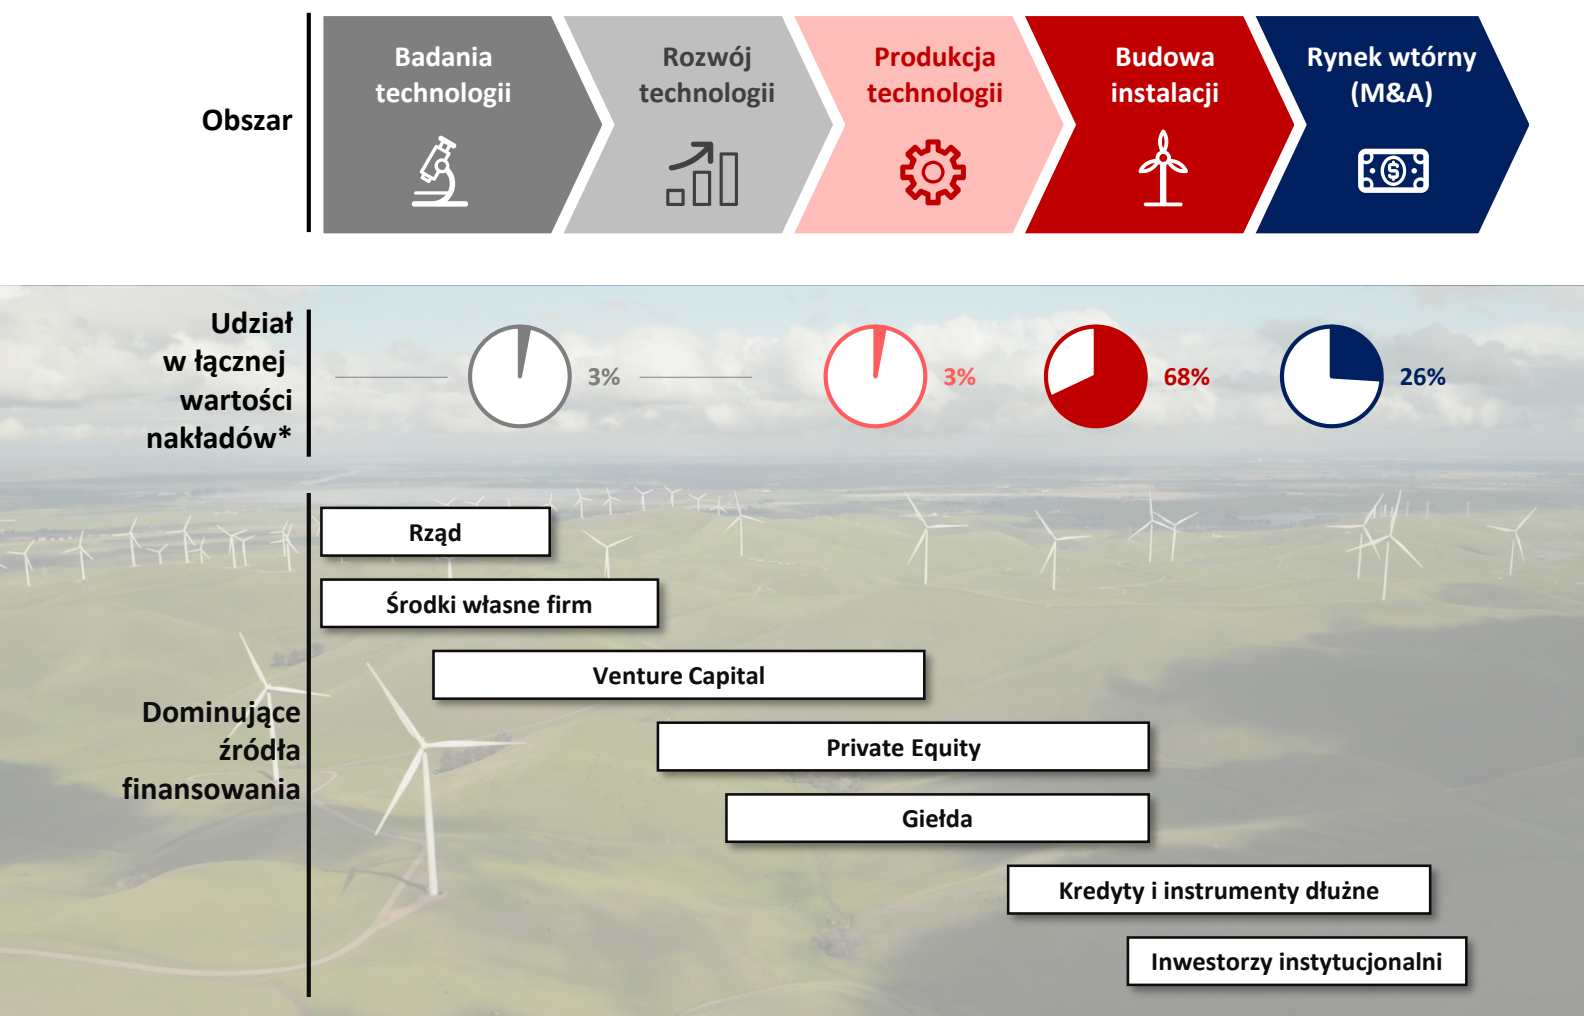 Obszar
Badania
technologii
Rozwój
technologii
Produkcja
technologii
Budowa
instalacji
Rynek wtórny
(M&A)
Udział
w łącznej
wartości
nakładów*
3%
3%
68%
26%
Dominujące
źródła
finansowania
Rząd
Środki własne firm
Venture Capital
Private Equity
Giełda
Kredyty i instrumenty dłużne
Inwestorzy instytucjonalni